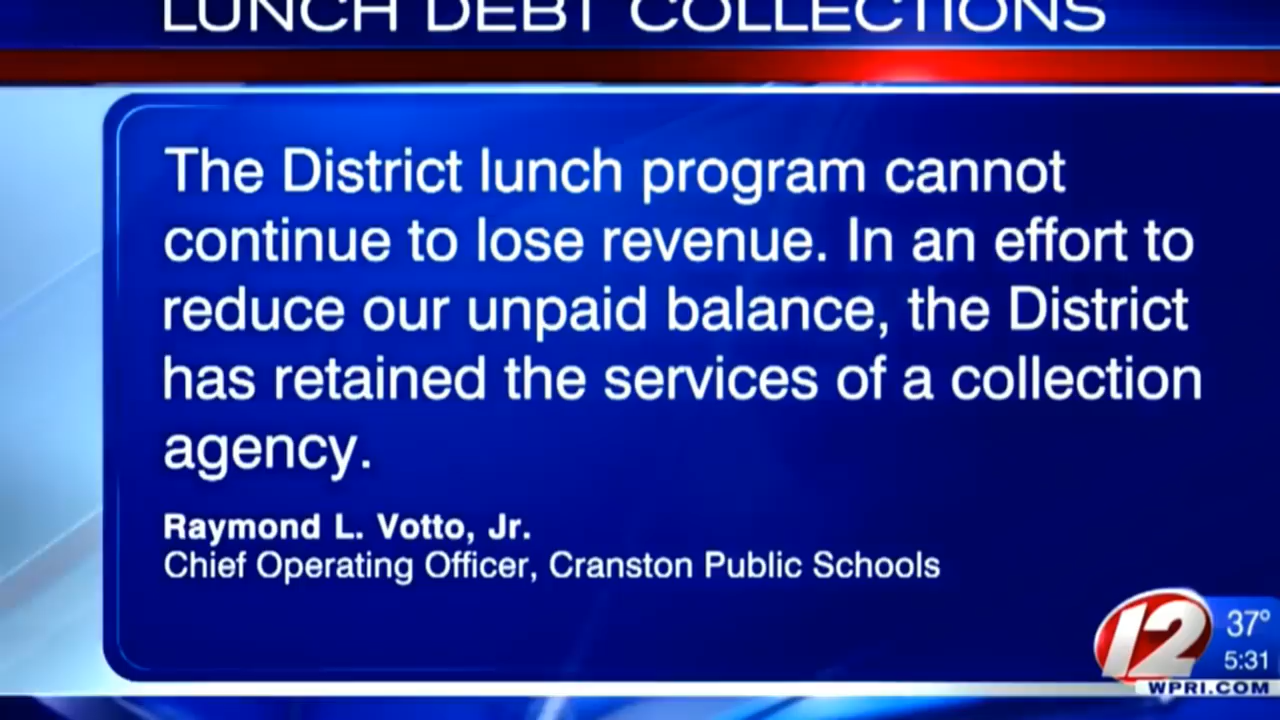 LUNCH DEBT COLLECTIONS
The District lunch program cannot
continue to lose revenue. In an effort to
reduce our unpaid balance, the District
has retained the services of a collection
agency.
Raymond L. Votto, Jr.
Chief Operating Officer, Cranston Public Schools
12
37°
5:31
WPRI.COM